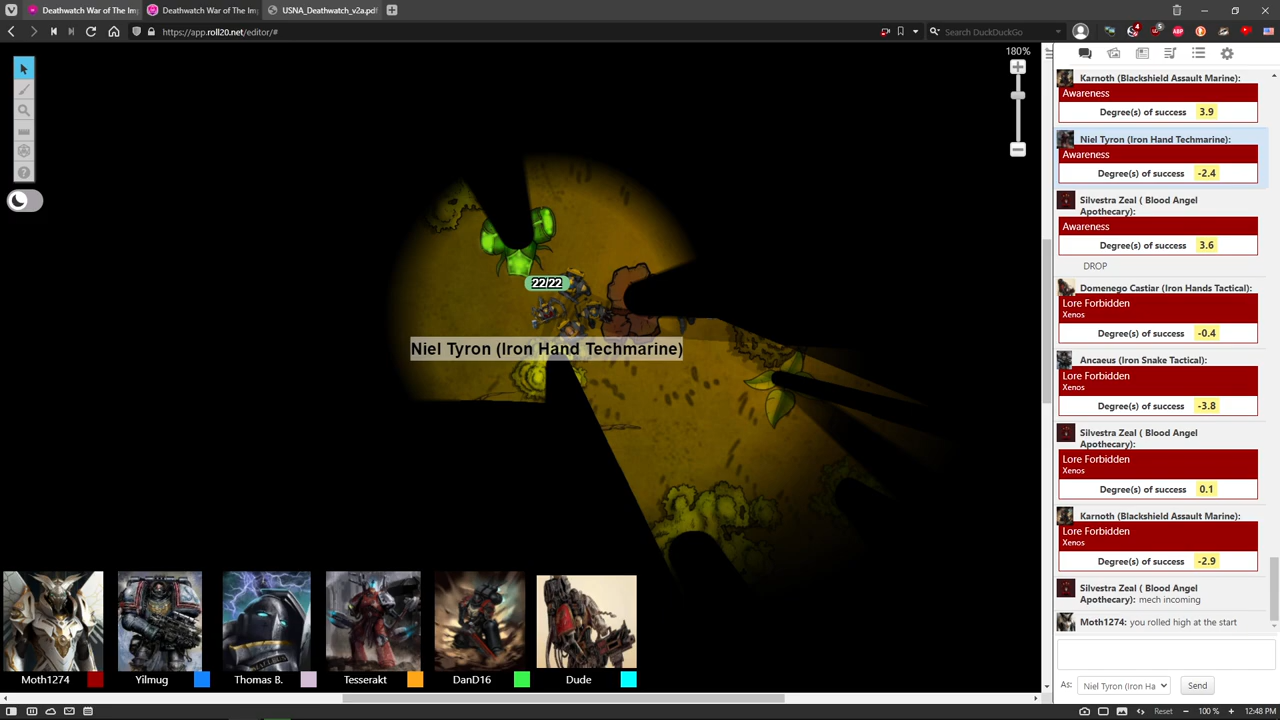 Deathwatch War of The Im
Deathwatch War of The Im
USNA_Deathwatch_v2a.pdf
https://app.roll20.net/editor/#
Search DuckDuckGo
180%
22/22
Niel Tyron (Iron Hand Techmarine)
Moth1274
Yilmug
Thomas B.
Tesserakt
DanD16
Dude
Karnoth (Blackshield Assault Marine):
Awareness
Degree(s) of success 3.9
Niel Tyron (Iron Hand Techmarine):
Awareness
Degree(s) of success -2.4
Silvestra Zeal ( Blood Angel
Apothecary):
Awareness
Degree(s) of success 3.6
DROP
Domenego Castiar (Iron Hands Tactical):
Lore Forbidden
Xenos
Degree(s) of success -0.4
Ancaeus (Iron Snake Tactical):
Lore Forbidden
Xenos
Degree(s) of success -3.8
Silvestra Zeal ( Blood Angel
Apothecary):
Lore Forbidden
Xenos
Degree(s) of success 0.1
Karnoth (Blackshield Assault Marine):
Lore Forbidden
Xenos
Degree(s) of success -2.9
Silvestra Zeal ( Blood Angel
Apothecary): mech incoming
Moth1274: you rolled high at the start
As: Niel Tyron (Iron Ha
Send
Reset
100 %
12:48 PM